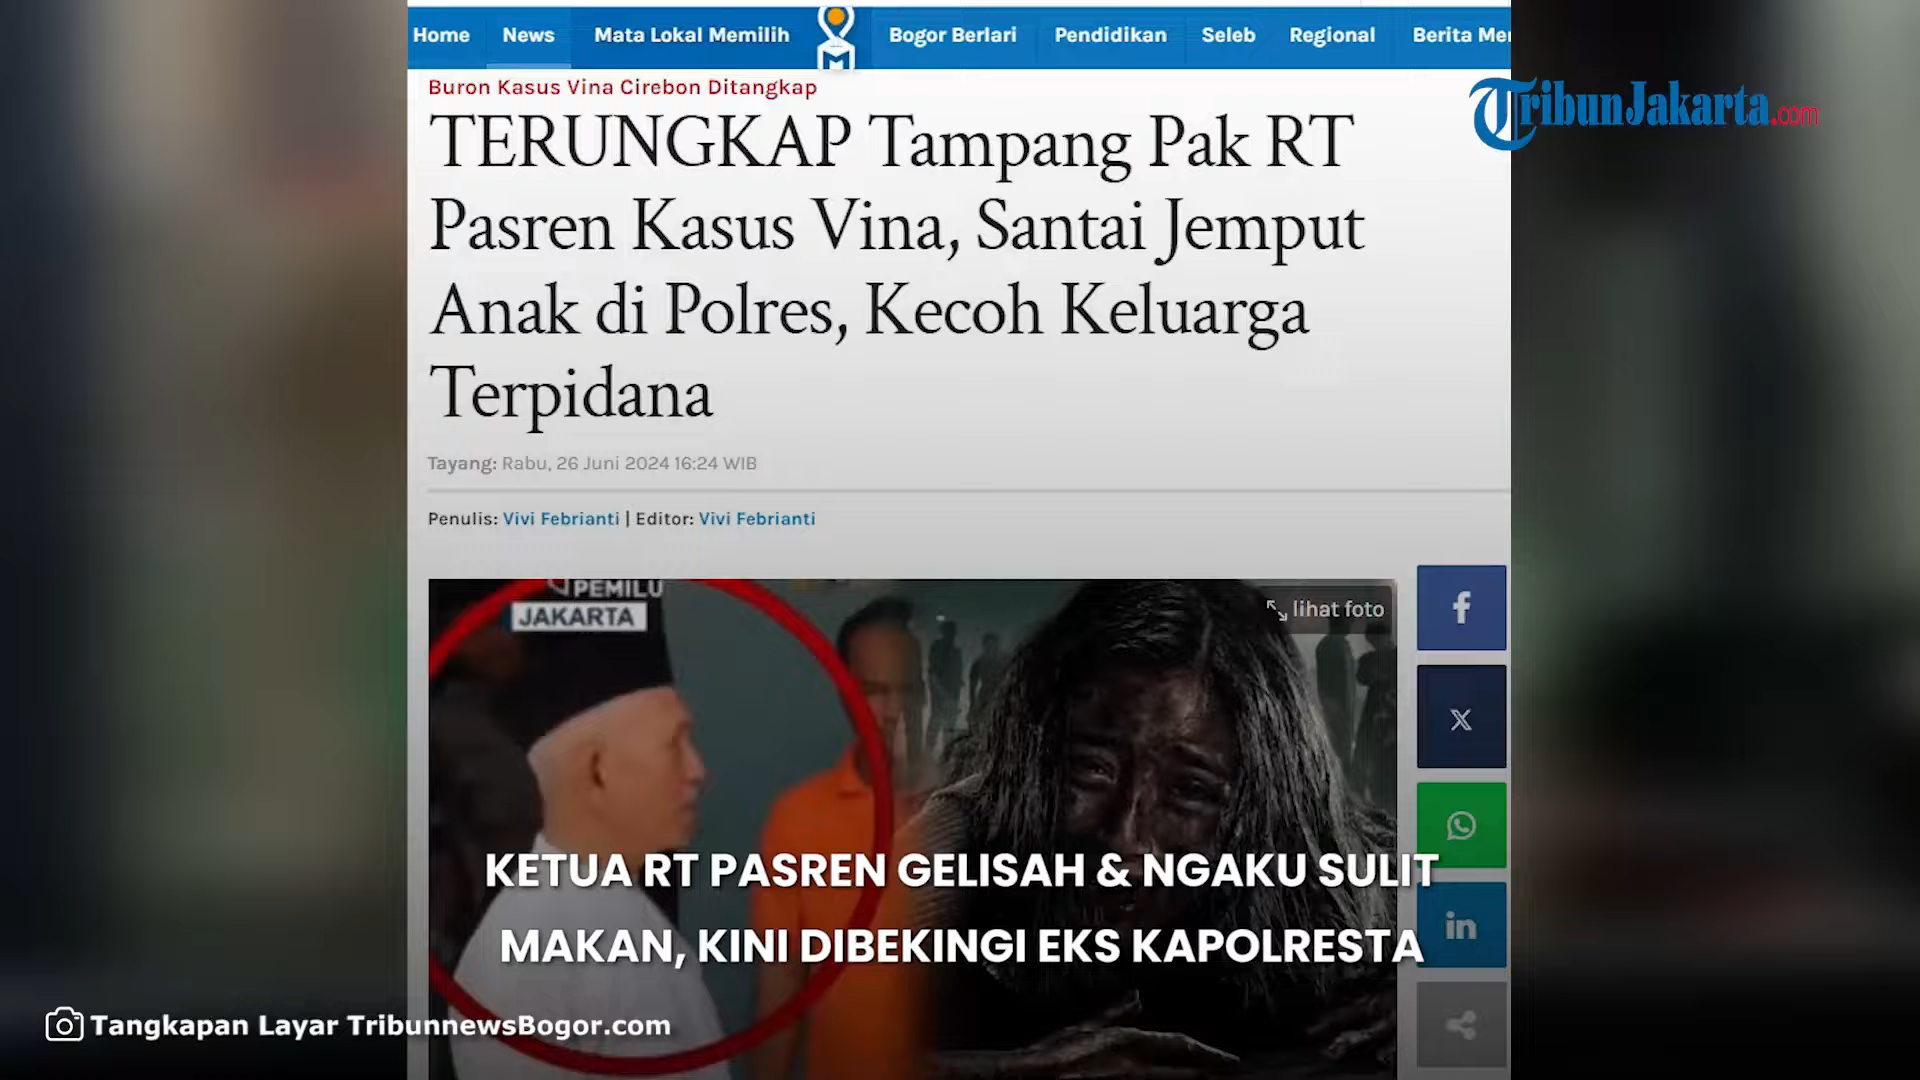 Home News Mata Lokal Memilih Bogor Berlari Pendidikan Seleb Regional
TribunJakarta.com
Buron Kasus Vina Cirebon Ditangkap
TERUNGKAP Tampang Pak RT
Pasren Kasus Vina, Santai Jemput
Anak di Polres, Kecoh Keluarga
Terpidana
Tayang: Rabu, 26 Juni 2024 16:24 WIB
Penulis: Vivi Febrianti | Editor: Vivi Febrianti
PEMILU
JAKARTA
lihat foto
KETUA RT PASREN GELISAH & NGAKU SULIT
MAKAN, KINI DIBEKINGI EKS KAPOLRESTA
Tangkapan Layar TribunnewsBogor.com